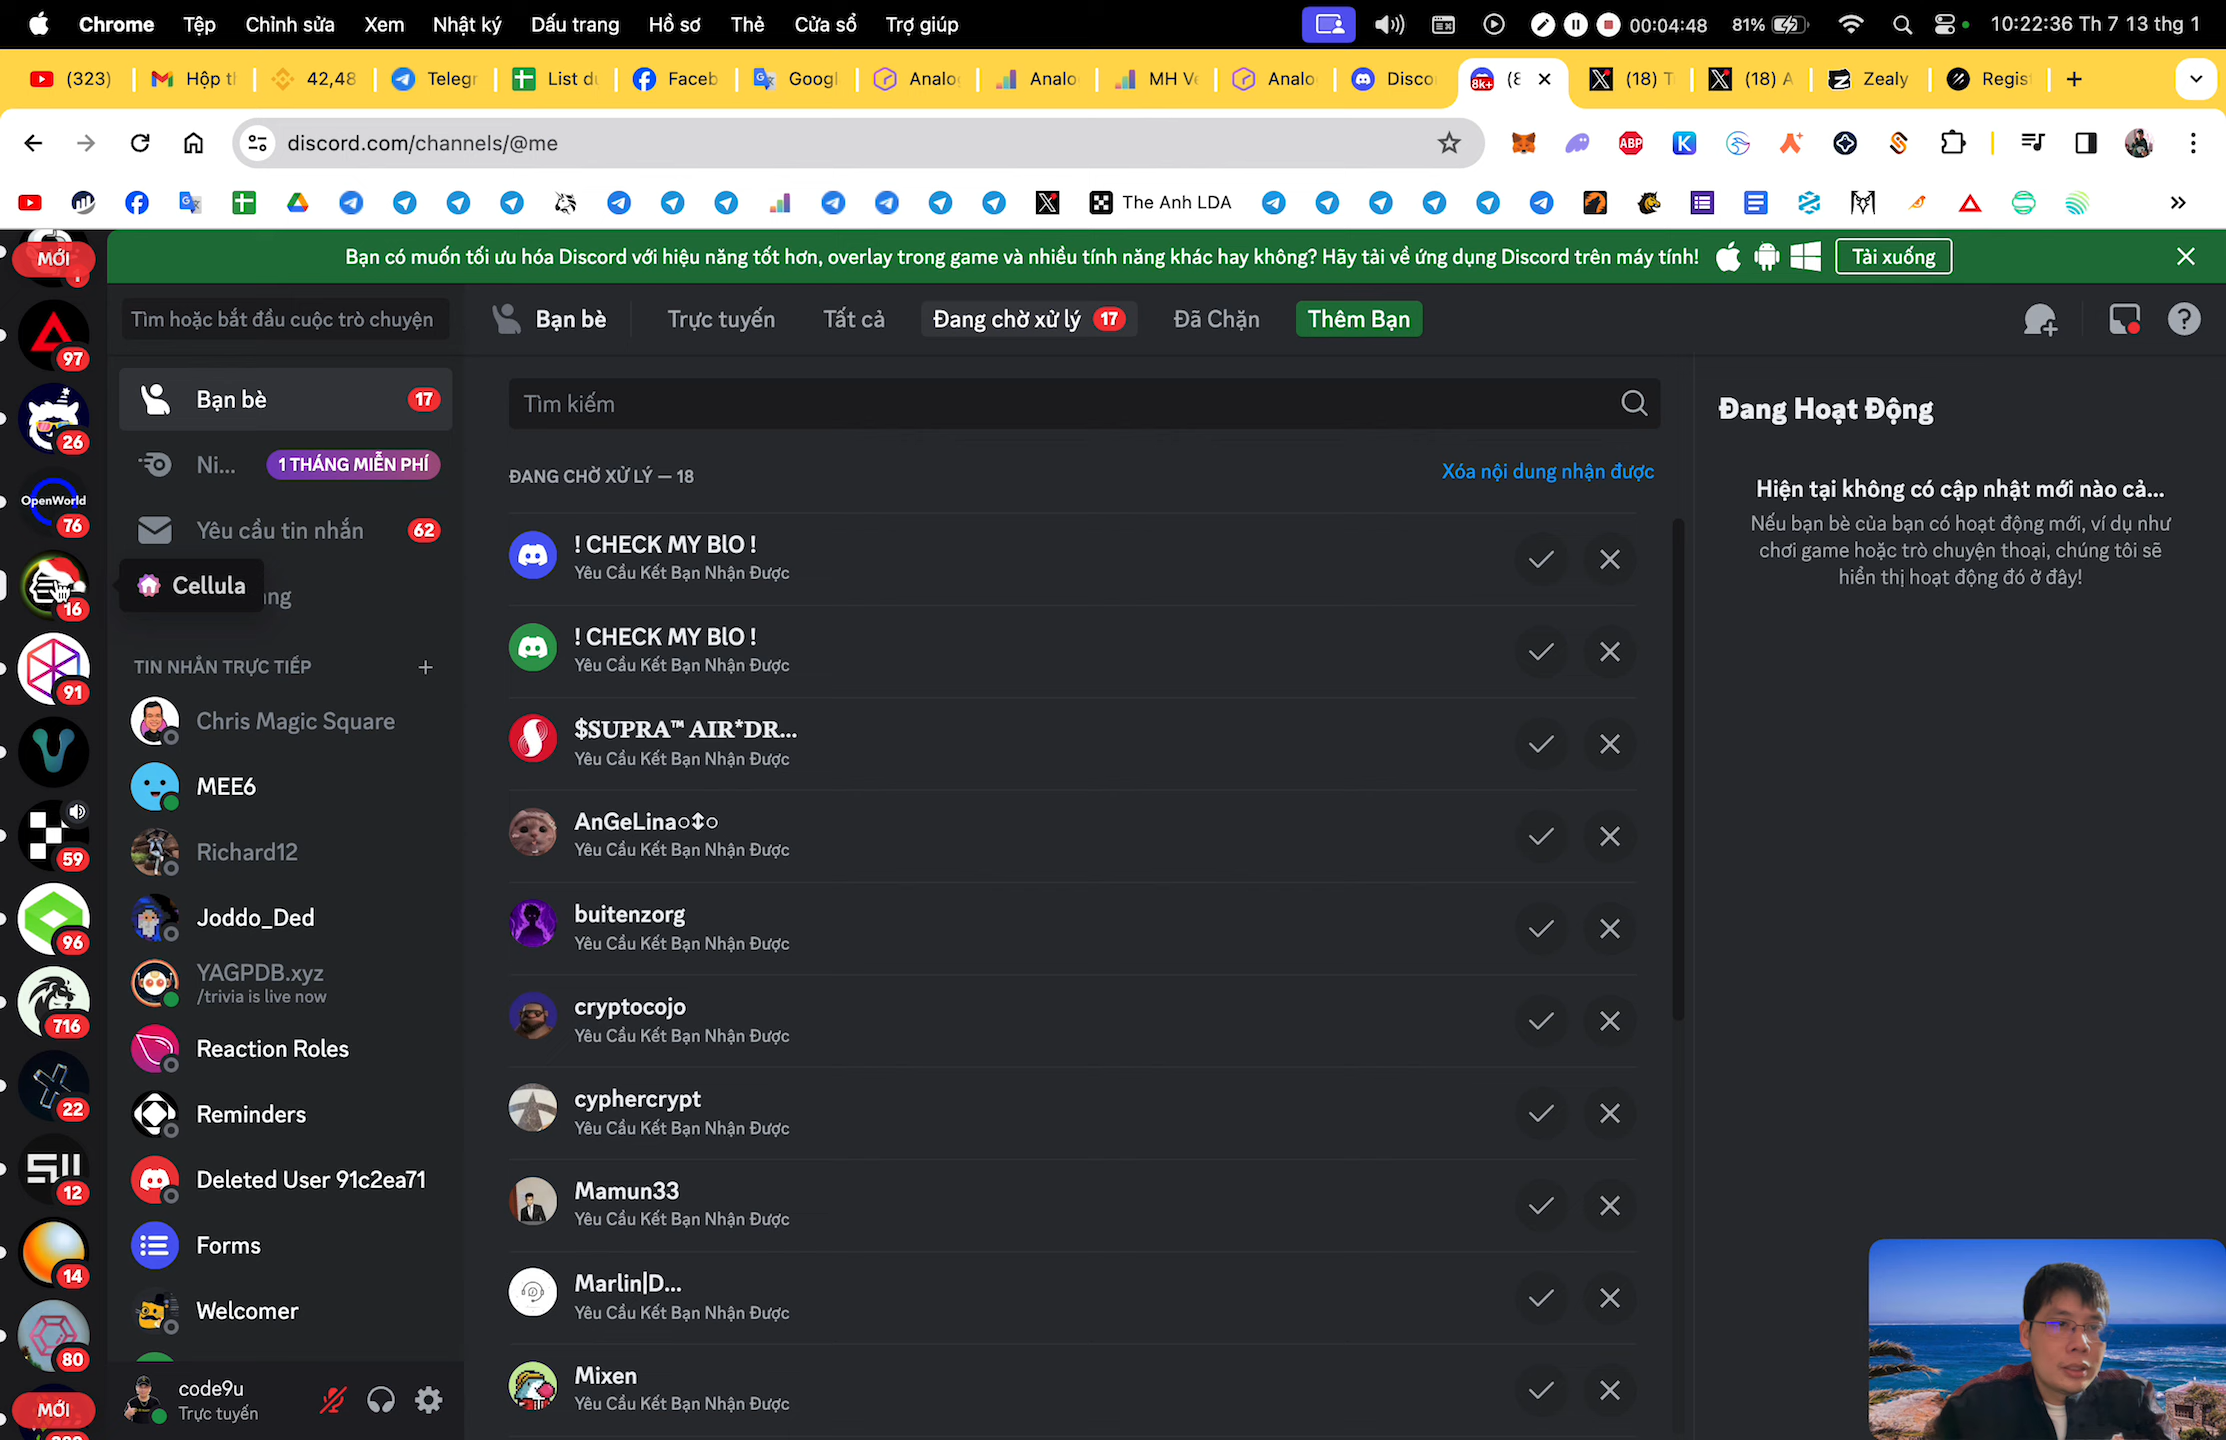 Chrome Tệp Chỉnh sửa Xem Nhật ký Dấu trang Hồ sơ Thẻ Cửa sổ Trợ giúp 00:04:48 81% 10:22:36 Th 7 13 thg 1
(323) Hộp th 42,48 Telegr List dự Faceb Googl Analog Analo MH Ve Analo Disco 8K+ (8 (18) T (18) A Zealy Regist
discord.com/channels/@me
ABP
The Anh LDA
MỚI
Bạn có muốn tối ưu hóa Discord với hiệu năng tốt hơn, overlay trong game và nhiều tính năng khác hay không? Hãy tải về ứng dụng Discord trên máy tính! Tải xuống
Tìm hoặc bắt đầu cuộc trò chuyện
Bạn bè Trực tuyến Tất cả Đang chờ xử lý 17 Đã Chặn Thêm Bạn
97
Bạn bè 17
Tìm kiếm
Đang Hoạt Động
26
Ni... 1 THÁNG MIỄN PHÍ
ĐANG CHỜ XỬ LÝ — 18
Xóa nội dung nhận được
Hiện tại không có cập nhật mới nào cả...
Nếu bạn bè của bạn có hoạt động mới, ví dụ như
chơi game hoặc trò chuyện thoại, chúng tôi sẽ
hiển thị hoạt động đó ở đây!
OpenWorld
76
Yêu cầu tin nhắn 62
! CHECK MY BlO !
Yêu Cầu Kết Bạn Nhận Được
16
Cellula
àng
! CHECK MY BlO !
Yêu Cầu Kết Bạn Nhận Được
91
TIN NHẮN TRỰC TIẾP
Chris Magic Square
$SUPRA™ AIR*DR...
Yêu Cầu Kết Bạn Nhận Được
MEE6
AnGeLina○↕○
Yêu Cầu Kết Bạn Nhận Được
59
Richard12
buitenzorg
Yêu Cầu Kết Bạn Nhận Được
96
Joddo_Ded
YAGPDB.xyz
/trivia is live now
cryptocojo
Yêu Cầu Kết Bạn Nhận Được
716
Reaction Roles
cyphercrypt
Yêu Cầu Kết Bạn Nhận Được
22
Reminders
Deleted User 91c2ea71
Mamun33
Yêu Cầu Kết Bạn Nhận Được
12
Forms
Marlin|D...
Yêu Cầu Kết Bạn Nhận Được
14
Welcomer
Mixen
Yêu Cầu Kết Bạn Nhận Được
80
code9u
Trực tuyến
MỚI